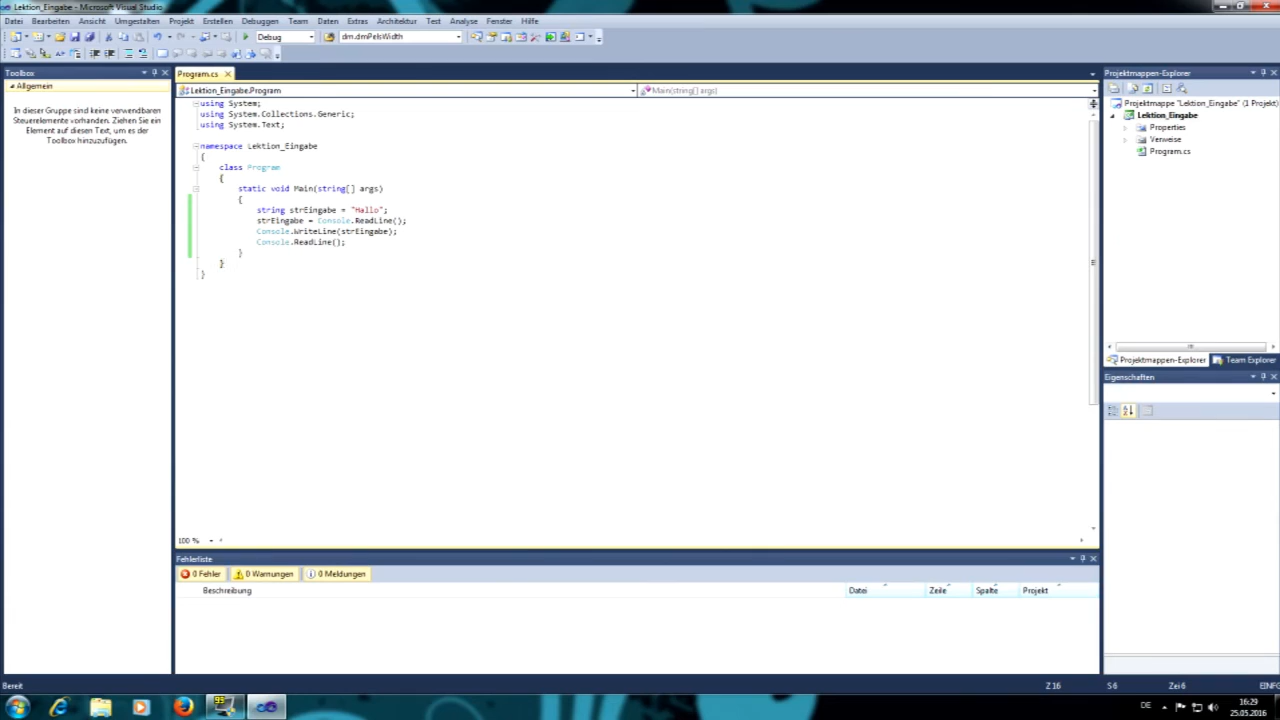 Lektion_Eingabe - Microsoft Visual Studio
Datei Bearbeiten Ansicht Umgestalten Projekt Erstellen Debuggen Team Daten Extras Architektur Test Analyse Fenster Hilfe
Debug dm.dmPelsWidth
Toolbox
Allgemein
In dieser Gruppe sind keine verwendbaren
Steuerelemente vorhanden. Ziehen Sie ein
Element auf diesen Text, um es der
Toolbox hinzuzufügen.
Program.cs
Lektion_Eingabe.Program Main(string[] args)
using System;
using System.Collections.Generic;
using System.Text;
namespace Lektion_Eingabe
{
class Program
{
static void Main(string[] args)
{
string strEingabe = "Hallo";
strEingabe = Console.ReadLine();
Console.WriteLine(strEingabe);
Console.ReadLine();
}
}
}
100 %
Fehlerliste
0 Fehler 0 Warnungen 0 Meldungen
Beschreibung Datei Zeile Spalte Projekt
Projektmappen-Explorer
Projektmappe "Lektion_Eingabe" (1 Projekt)
Lektion_Eingabe
Properties
Verweise
Program.cs
Projektmappen-Explorer Team Explorer
Eigenschaften
Bereit Z 16 S 6 Zei 6 EINFG
99
DE 16:29
25.05.2016